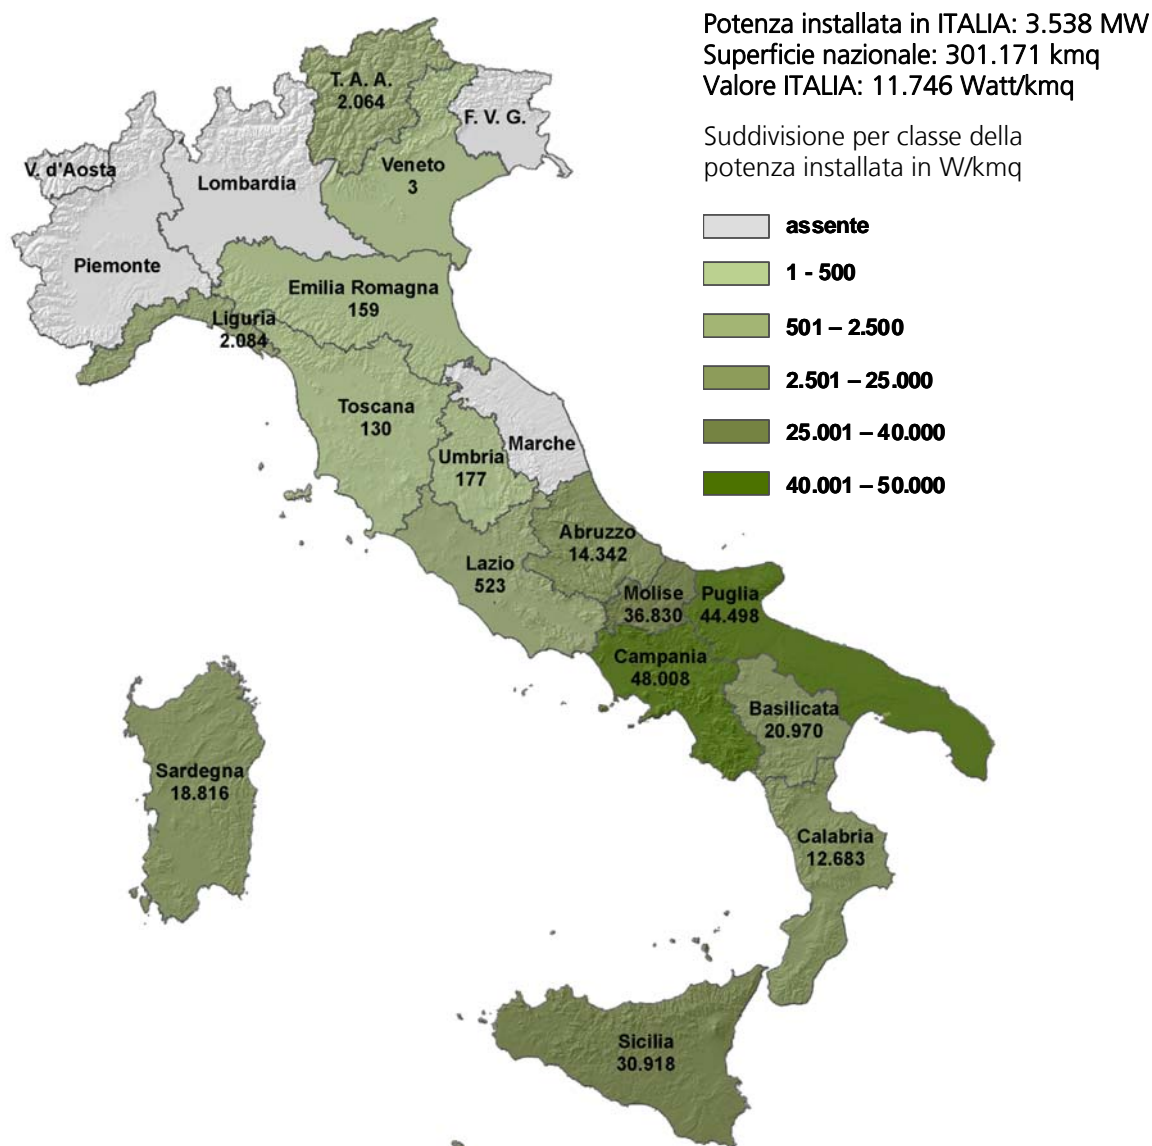 Potenza installata in ITALIA: 3.538 MW
Superficie nazionale: 301.171 kmq
Valore ITALIA: 11.746 Watt/kmq
Suddivisione per classe della
potenza installata in W/kmq
assente
1 - 500
501 – 2.500
2.501 – 25.000
25.001 – 40.000
40.001 – 50.000
T. A. A.
2.064
F. V. G.
V. d'Aosta
Lombardia
Veneto
3
Piemonte
Emilia Romagna
159
Liguria
2.084
Toscana
130
Umbria
177
Marche
Abruzzo
14.342
Lazio
523
Molise
36.830
Puglia
44.498
Campania
48.008
Basilicata
20.970
Sardegna
18.816
Calabria
12.683
Sicilia
30.918